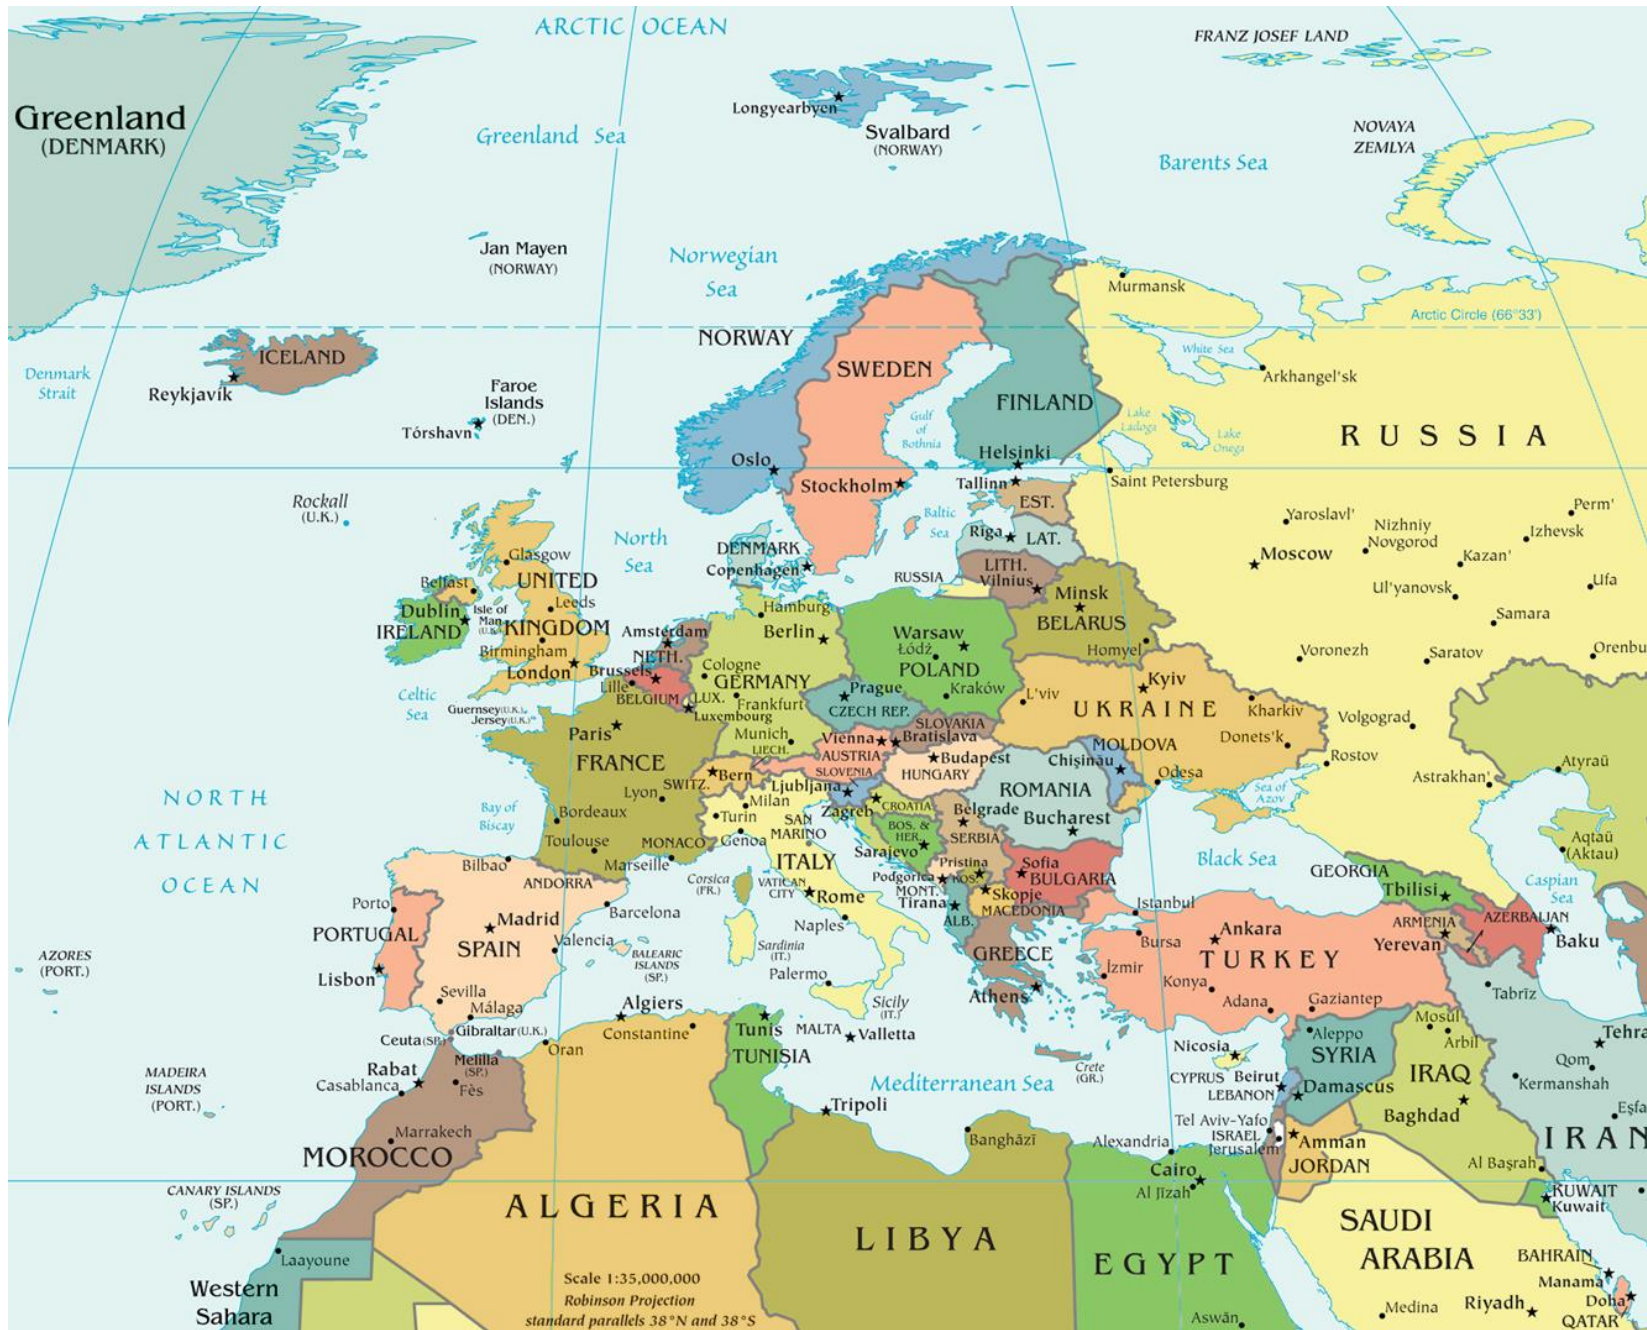 ARCTIC OCEAN
FRANZ JOSEF LAND
Greenland
(DENMARK)
Longyearbyen
Svalbard
(NORWAY)
Greenland Sea
Barents Sea
NOVAYA
ZEMLYA
Jan Mayen
(NORWAY)
Norwegian
Sea
Murmansk
Arctic Circle (66°33')
NORWAY
ICELAND
Reykjavík
Denmark
Strait
SWEDEN
FINLAND
White Sea
Arkhangel'sk
Faroe
Islands
(DEN.)
Tórshavn
Gulf
of
Bothnia
Lake
Ladoga
Lake
Onega
RUSSIA
Oslo
Helsinki
Stockholm
Tallinn
EST.
Saint Petersburg
Rockall
(U.K.)
Baltic
Sea
North
Sea
Riga
LAT.
Yaroslavl'
Nizhniy
Novgorod
Perm'
Izhevsk
Moscow
Kazan'
Ufa
Ul'yanovsk
Samara
Orenbu
Voronezh
Saratov
Glasgow
UNITED
KINGDOM
Belfast
Dublin
IRELAND
Isle of
Man
(U.K.)
Leeds
Birmingham
London
DENMARK
Copenhagen
RUSSIA
LITH.
Vilnius
Minsk
BELARUS
Homyel'
Hamburg
Berlin
Amsterdam
NETH.
Brussels
Lille
BELGIUM
Cologne
GERMANY
LUX.
Luxembourg
Frankfurt
Warsaw
Łódź
POLAND
Kraków
Prague
CZECH REP.
L'viv
Kyiv
UKRAINE
Kharkiv
Donets'k
Volgograd
Rostov
Astrakhan'
Atyraū
Aqtaū
(Aktau)
Celtic
Sea
Guernsey (U.K.)
Jersey (U.K.)
Paris
FRANCE
Munich
LIECH.
Vienna
AUSTRIA
SLOVAKIA
Bratislava
Budapest
HUNGARY
MOLDOVA
Chișinău
Odesa
Sea of
Azov
SWITZ.
Bern
SLOVENIA
Ljubljana
Zagreb
CROATIA
ROMANIA
Bucharest
Belgrade
SERBIA
BOS. &
HER.
Sarajevo
NORTH
ATLANTIC
OCEAN
Bay of
Biscay
Lyon
Bordeaux
Toulouse
Marseille
MONACO
Milan
Turin
Genoa
SAN
MARINO
ITALY
VATICAN
CITY
Rome
Naples
Corsica
(FR.)
Sardinia
(IT.)
Palermo
Sicily
(IT.)
Pristina
KOS.
Podgorica
MONT.
Tirana
ALB.
Skopje
MACEDONIA
Sofia
BULGARIA
GREECE
Athens
Crete
(GR.)
Black Sea
GEORGIA
Tbilisi
Caspian
Sea
ARMENIA
Yerevan
AZERBAIJAN
Baku
Bilbao
ANDORRA
Porto
PORTUGAL
Lisbon
Madrid
SPAIN
Barcelona
Valencia
BALEARIC
ISLANDS
(SP.)
Sevilla
Málaga
Gibraltar (U.K.)
Ceuta (SP.)
Melilla
(SP.)
AZORES
(PORT.)
MADEIRA
ISLANDS
(PORT.)
CANARY ISLANDS
(SP.)
Istanbul
Bursa
Ankara
TURKEY
İzmir
Konya
Adana
Gaziantep
Tabrīz
Algiers
Constantine
Oran
Tunis
TUNISIA
MALTA
Valletta
Mediterranean Sea
Nicosia
CYPRUS
Aleppo
SYRIA
Beirut
LEBANON
Damascus
Mosul
Arbil
IRAQ
Baghdad
Tehra
Qom
Kermanshah
Eşfa
IRAN
Rabat
Casablanca
Fès
Marrakech
MOROCCO
Tripoli
Banghāzī
Alexandria
Cairo
Al Jīzah
Tel Aviv-Yafo
ISRAEL
Jerusalem
Amman
JORDAN
Al Başrah
KUWAIT
Kuwait
Laayoune
Western
Sahara
ALGERIA
LIBYA
EGYPT
Aswān
SAUDI
ARABIA
Medina
Riyadh
BAHRAIN
Manama
Doha
QATAR
Scale 1:35,000,000
Robinson Projection
standard parallels 38°N and 38°S